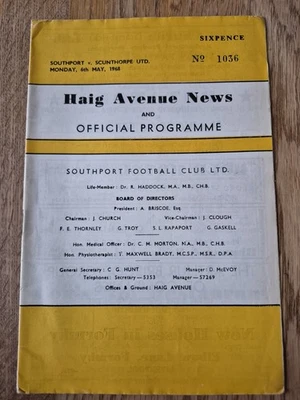 SIXPENCE
SOUTHPORT v. SCUNTHORPE UTD.
MONDAY, 6th MAY, 1968
No 1036
Haig Avenue News
AND
OFFICIAL PROGRAMME
SOUTHPORT FOOTBALL CLUB LTD.
Life-Member: Dr. R. HADDOCK, M.A., M.B., CH.B.
BOARD OF DIRECTORS
President: A. BRISCOE, Esq.
Chairman: J. CHURCH Vice-Chairman: J. CLOUGH
F. E. THORNLEY G. TROY S. L. RAPAPORT G. GASKELL
Hon. Medical Officer: Dr. C. M. MORTON, M.A., M.B., CH.B.
Hon. Physiotherapist: T. MAXWELL BRADY, M.C.S.P., M.S.R., D.P.A.
General Secretary: C. G. HUNT Manager: D. McEVOY
Telephones: Secretary—5353 Manager—57269
Offices & Ground: HAIG AVENUE